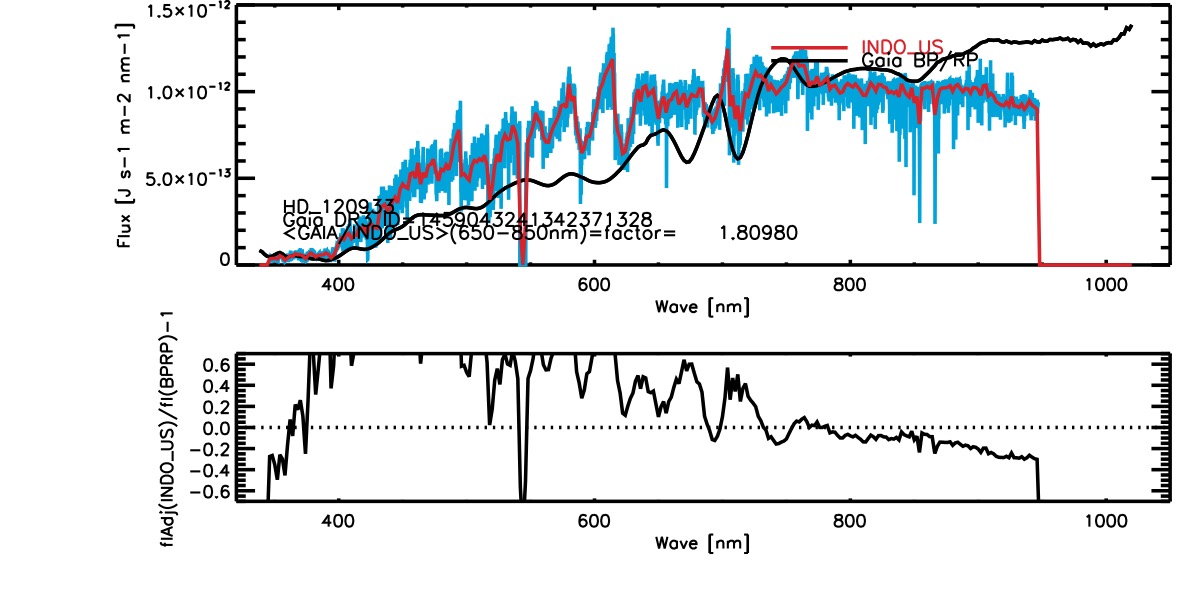 1.5×10−12
1.0×10−12
5.0×10−13
0
Flux [J s−1 m−2 nm−1]
INDO_US
Gaia BP/RP
HD_120933
Gaia DR3 ID=1459043241342371328
<GAIA/INDO_US>(650−850nm)=factor= 1.80980
400 600 800 1000
Wave [nm]
0.6
0.4
0.2
0.0
−0.2
−0.4
−0.6
flAdj(INDO_US)/fl(BPRP)−1
400 600 800 1000
Wave [nm]